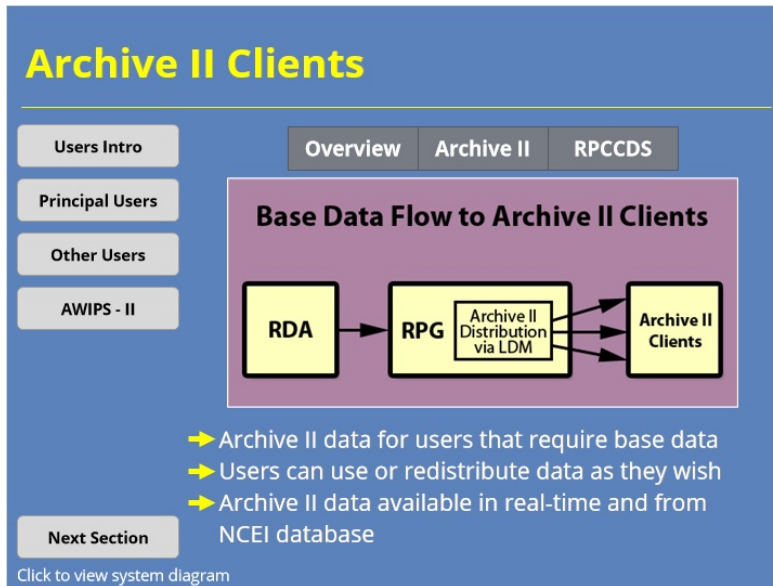 Archive II Clients
Users Intro
Principal Users
Other Users
AWIPS - II
Overview
Archive II
RPCCDS
Base Data Flow to Archive II Clients
RDA
RPG
Archive II
Distribution
via LDM
Archive II
Clients
Archive II data for users that require base data
Users can use or redistribute data as they wish
Archive II data available in real-time and from
NCEI database
Next Section
Click to view system diagram